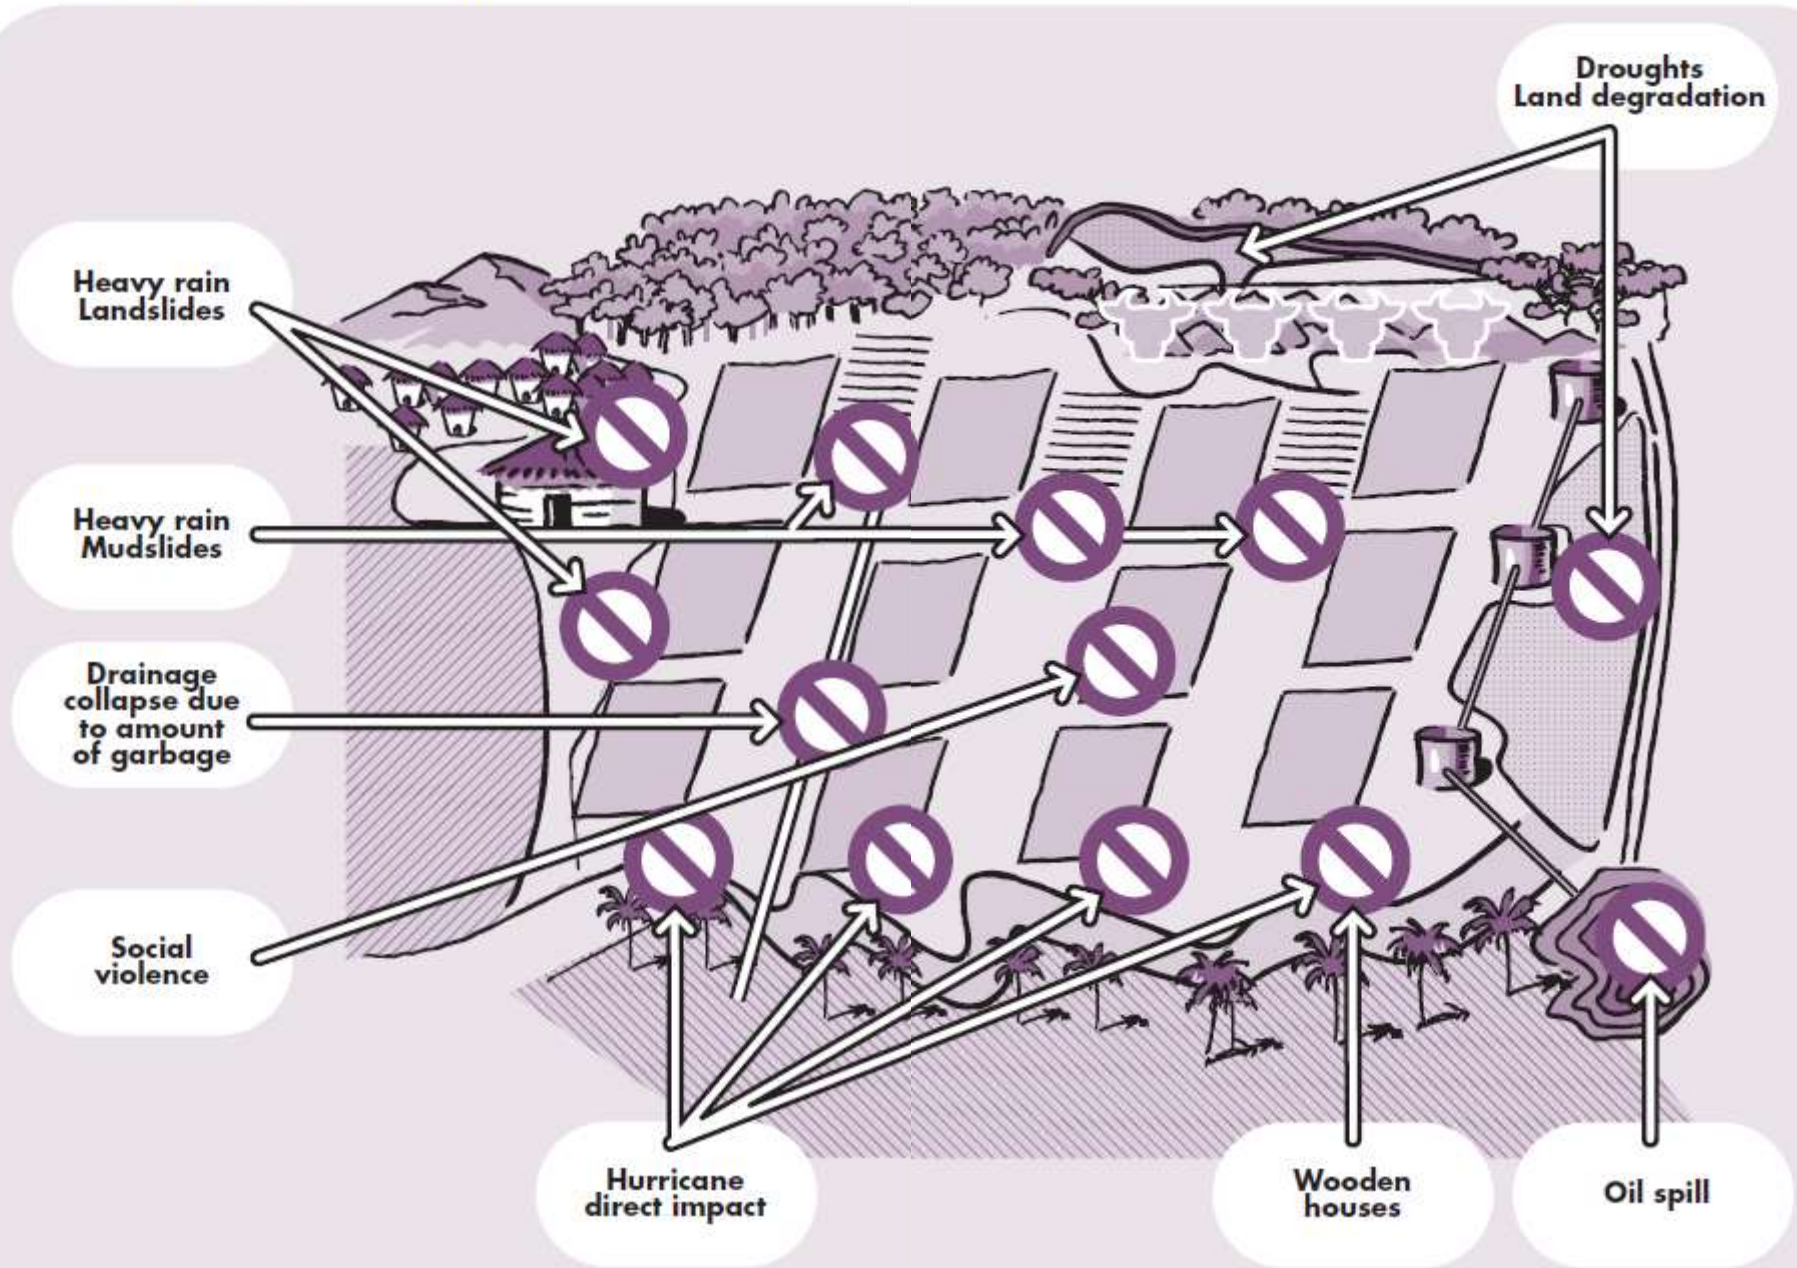 Droughts
Land degradation
Heavy rain
Landslides
Heavy rain
Mudslides
Drainage
collapse due
to amount
of garbage
Social
violence
Hurricane
direct impact
Wooden
houses
Oil spill